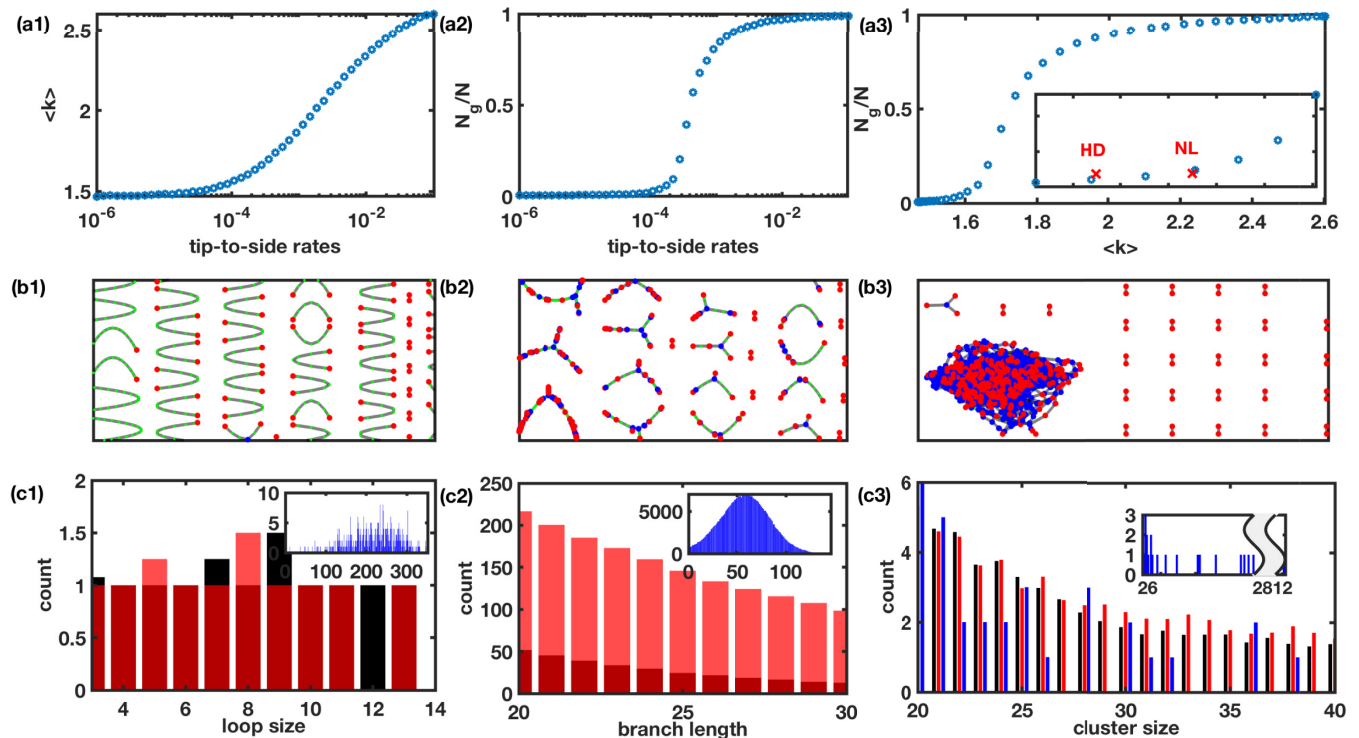 (a1)
2.6
2
1.5
<k>
10^-6
10^-4
10^-2
tip-to-side rates
(a2)
1
0.5
0
N_g/N
10^-6
10^-4
10^-2
tip-to-side rates
(a3)
1
0.5
0
N_g/N
HD
NL
1.6
1.8
2
2.2
2.4
2.6
<k>
(b1)
(b2)
(b3)
(c1)
2
1.5
1
0.5
0
count
10
5
0
0
100
200
300
4
6
8
10
12
14
loop size
(c2)
250
200
150
100
50
0
count
5000
0
0
50
100
20
25
30
branch length
(c3)
6
4
2
0
count
3
2
1
0
26
2812
20
25
30
35
40
cluster size